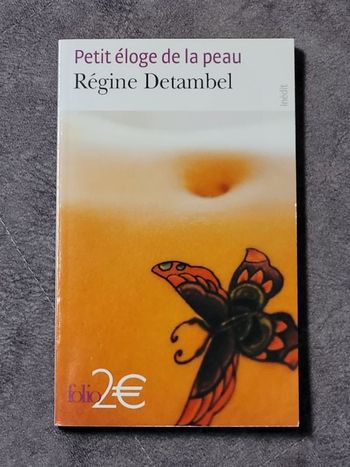 Petit éloge de la peau
Régine Detambel
inédit
folio 2€